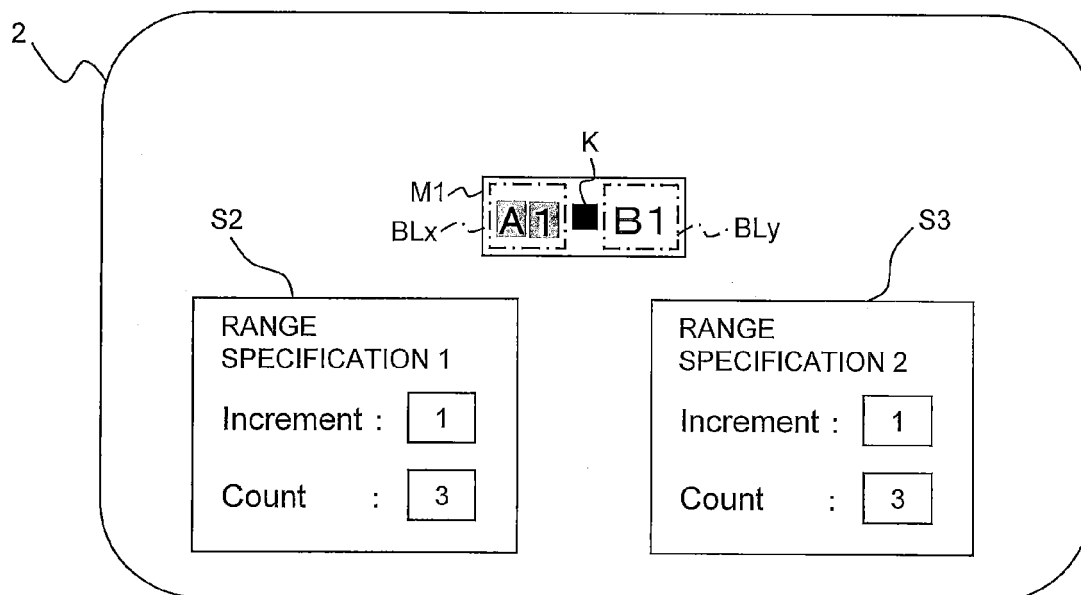 2
K
M1
A1 B1
BLx
BLy
S2
S3
RANGE
SPECIFICATION 1
Increment : 1
Count : 3
RANGE
SPECIFICATION 2
Increment : 1
Count : 3